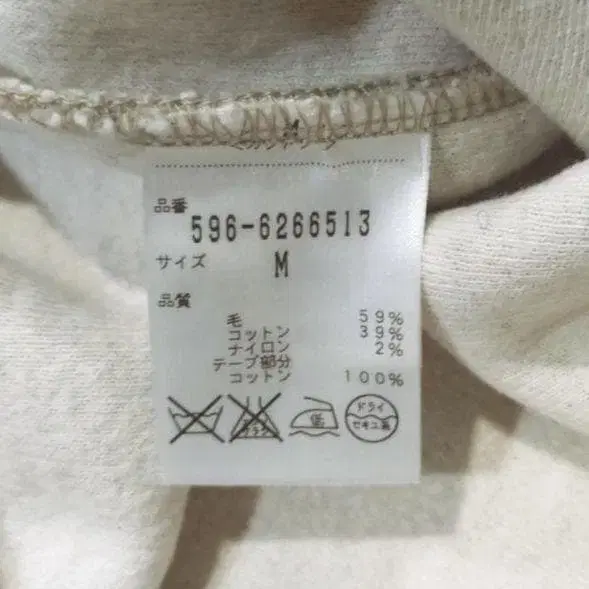 品番
596-6266513
サイズ M
品質
毛 59%
コットン 39%
ナイロン 2%
テープ部分
コットン 100%
低
ドライ
セキユ系